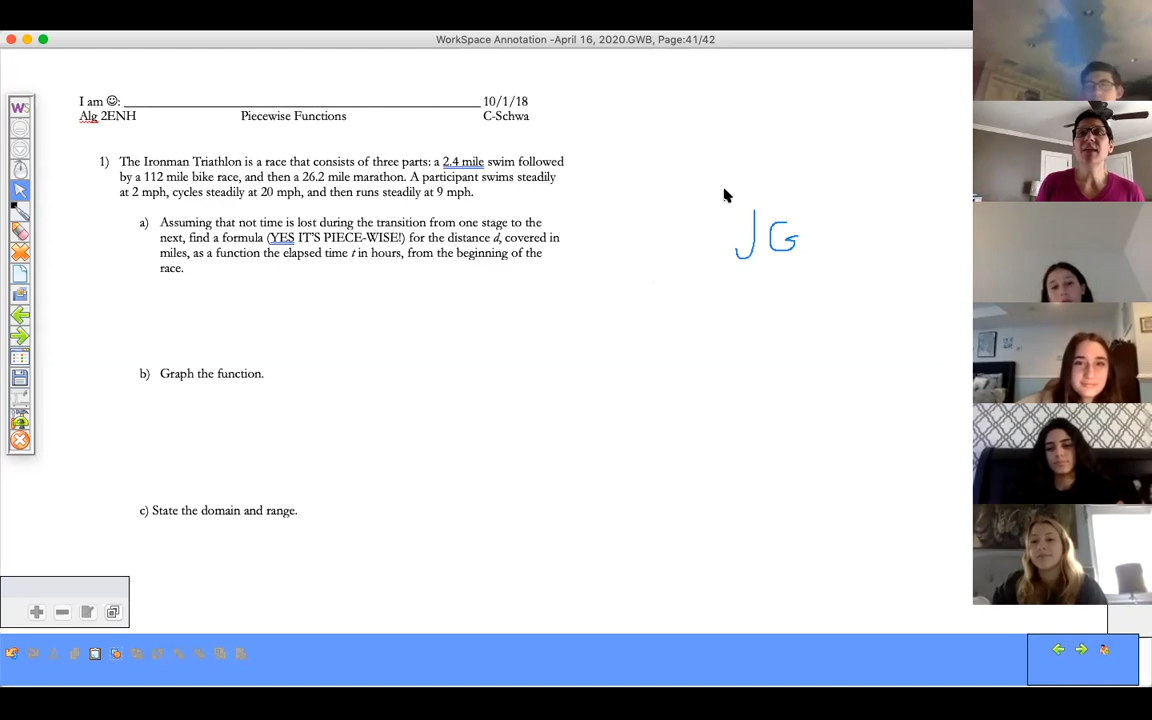 WorkSpace Annotation -April 16, 2020.GWB, Page:41/42
I am ☺: ______________________________ 10/1/18
Alg 2ENH Piecewise Functions C-Schwa
1) The Ironman Triathlon is a race that consists of three parts: a 2.4 mile swim followed
by a 112 mile bike race, and then a 26.2 mile marathon. A participant swims steadily
at 2 mph, cycles steadily at 20 mph, and then runs steadily at 9 mph.
a) Assuming that not time is lost during the transition from one stage to the
next, find a formula (YES IT'S PIECE-WISE!) for the distance d, covered in
miles, as a function the elapsed time t in hours, from the beginning of the
race.
JG
b) Graph the function.
c) State the domain and range.
WS